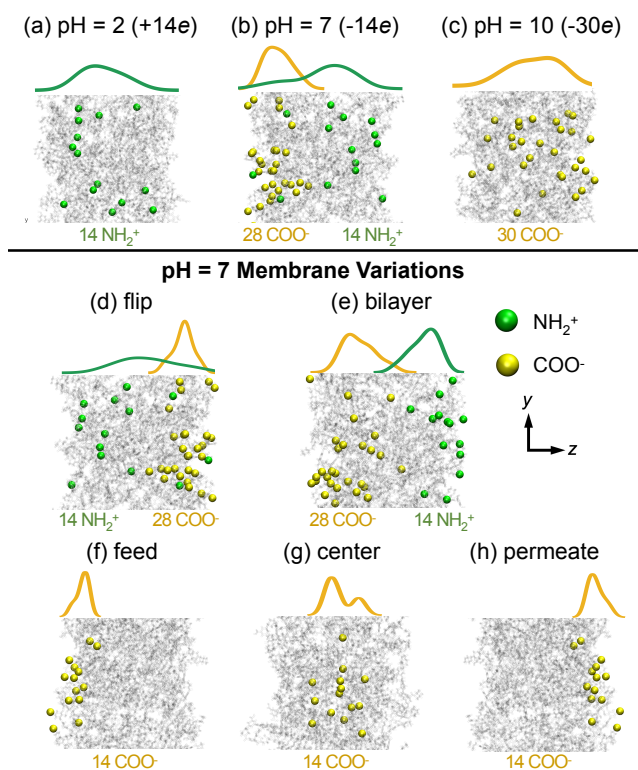 (a) pH = 2 (+14e) (b) pH = 7 (-14e) (c) pH = 10 (-30e)
y
14 NH₂⁺ 28 COO⁻ 14 NH₂⁺ 30 COO⁻
pH = 7 Membrane Variations
(d) flip (e) bilayer
NH₂⁺
COO⁻
y
z
14 NH₂⁺ 28 COO⁻ 28 COO⁻ 14 NH₂⁺
(f) feed (g) center (h) permeate
14 COO⁻ 14 COO⁻ 14 COO⁻